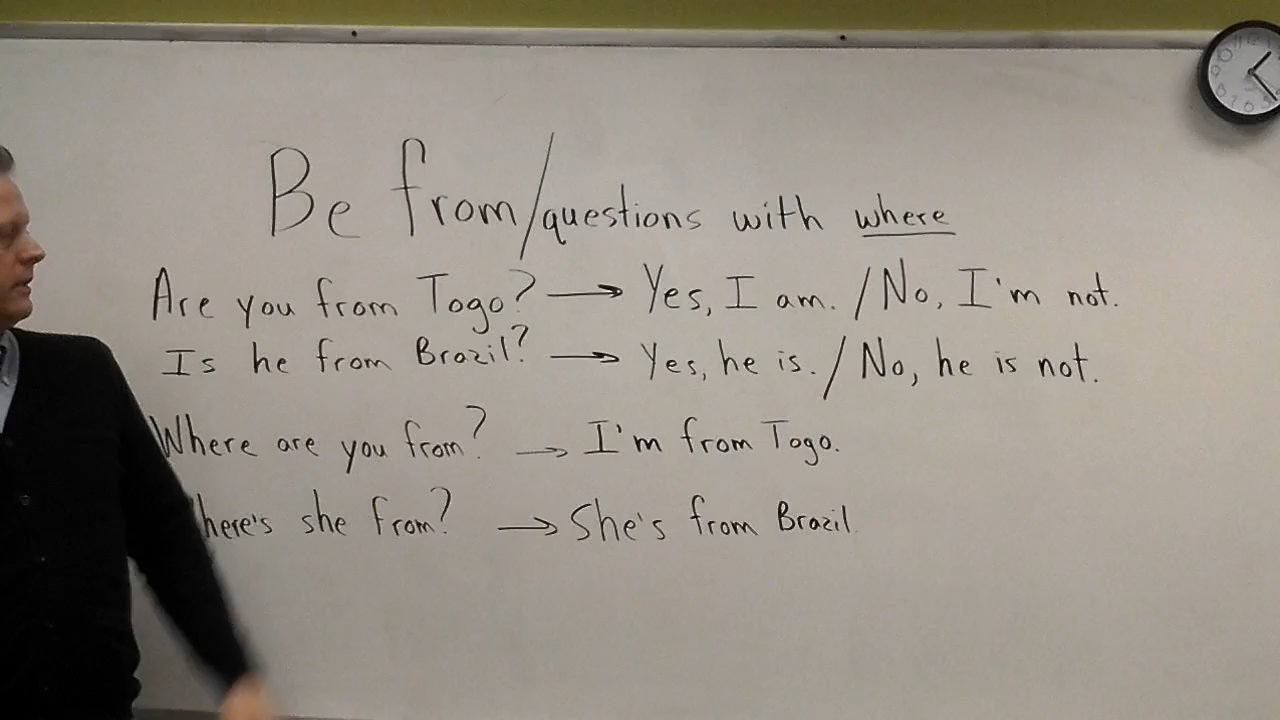 Be from/questions with where
Are you from Togo? → Yes, I am. / No, I'm not.
Is he from Brazil? → Yes, he is. / No, he is not.
Where are you from? → I'm from Togo.
here's she from? → She's from Brazil.